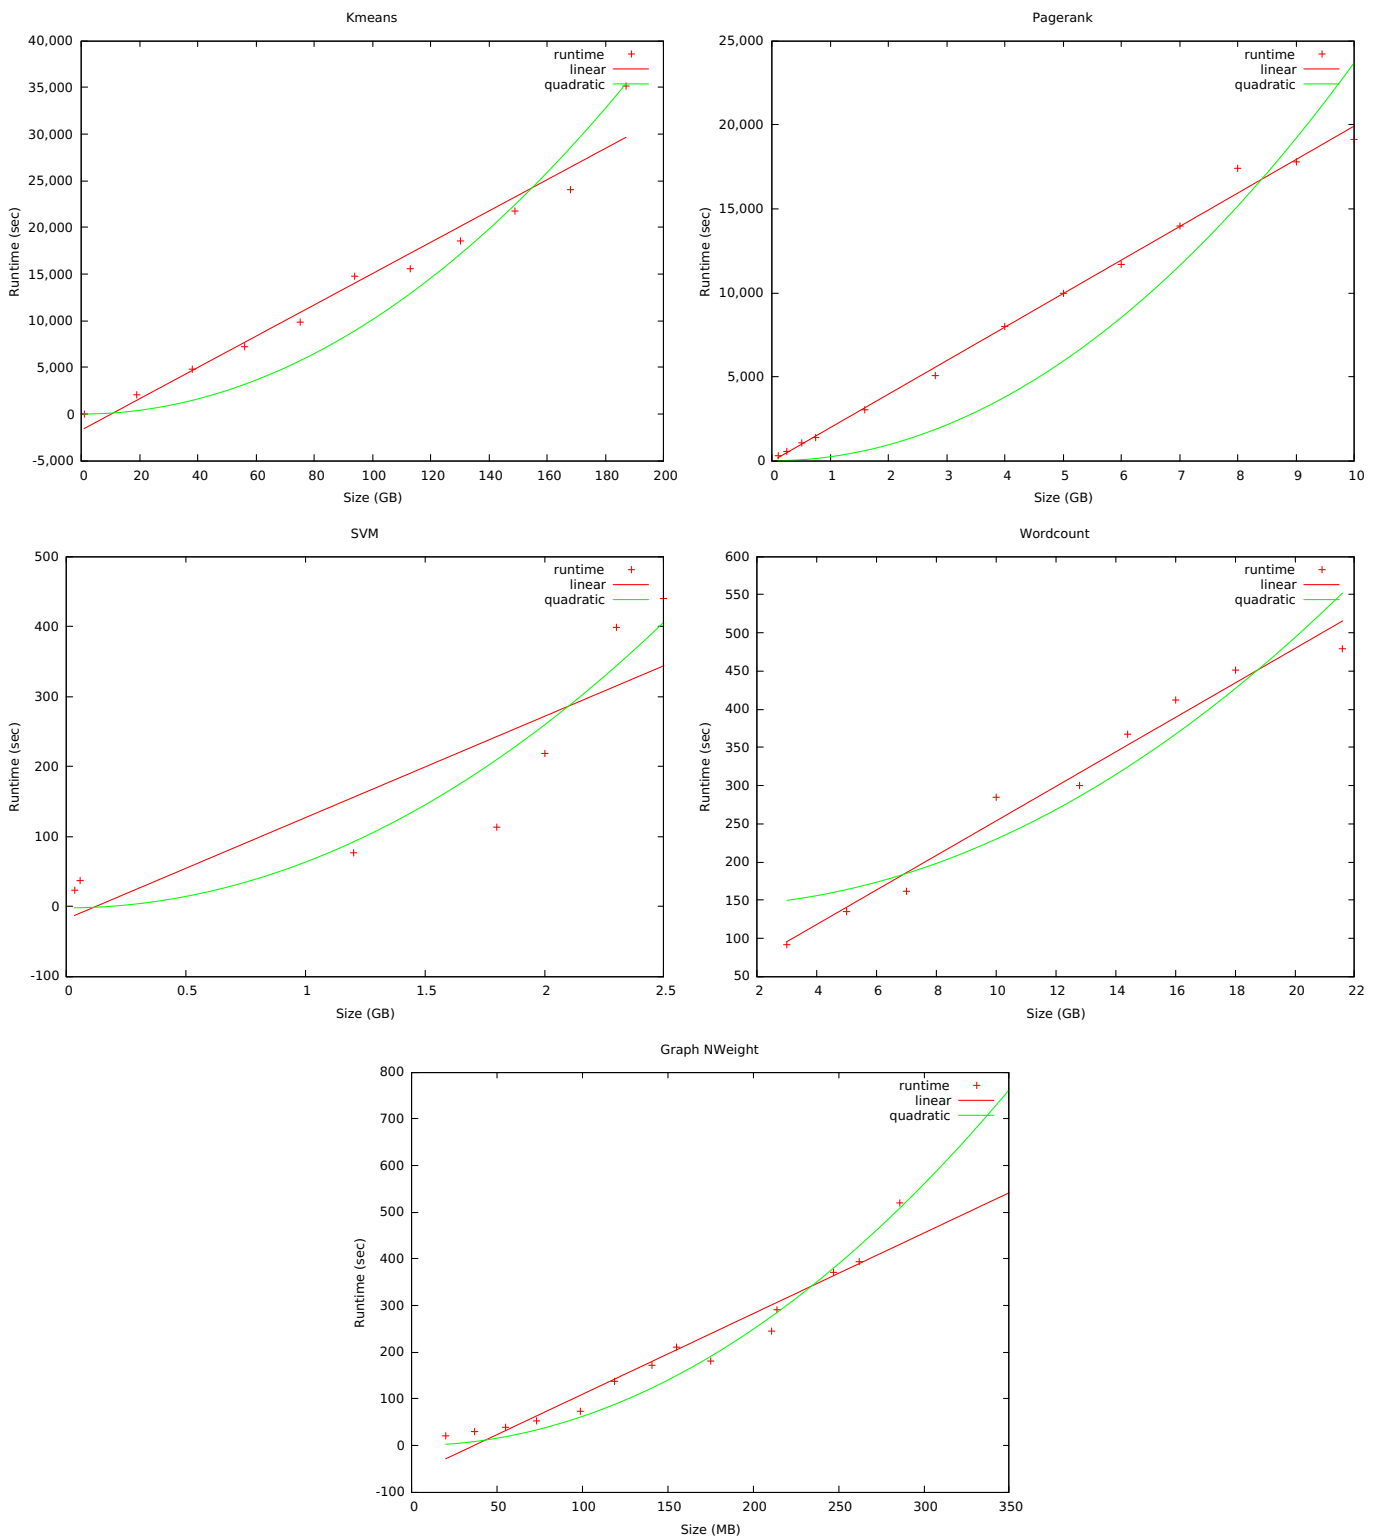 Kmeans
40,000
35,000
30,000
25,000
20,000
15,000
10,000
5,000
0
-5,000
0 20 40 60 80 100 120 140 160 180 200
Runtime (sec)
Size (GB)
runtime
linear
quadratic
Pagerank
25,000
20,000
15,000
10,000
5,000
0
0 1 2 3 4 5 6 7 8 9 10
Runtime (sec)
Size (GB)
runtime
linear
quadratic
SVM
500
400
300
200
100
0
-100
0 0.5 1 1.5 2 2.5
Runtime (sec)
Size (GB)
runtime
linear
quadratic
Wordcount
600
550
500
450
400
350
300
250
200
150
100
50
2 4 6 8 10 12 14 16 18 20 22
Runtime (sec)
Size (GB)
runtime
linear
quadratic
Graph NWeight
800
700
600
500
400
300
200
100
0
-100
0 50 100 150 200 250 300 350
Runtime (sec)
Size (MB)
runtime
linear
quadratic